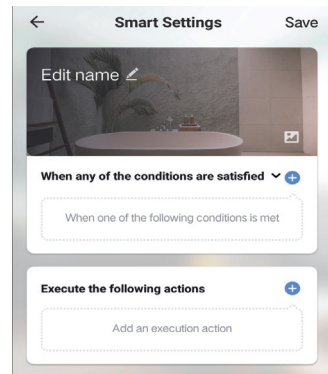 Smart Settings Save
Edit name
When any of the conditions are satisfied
When one of the following conditions is met
Execute the following actions
Add an execution action